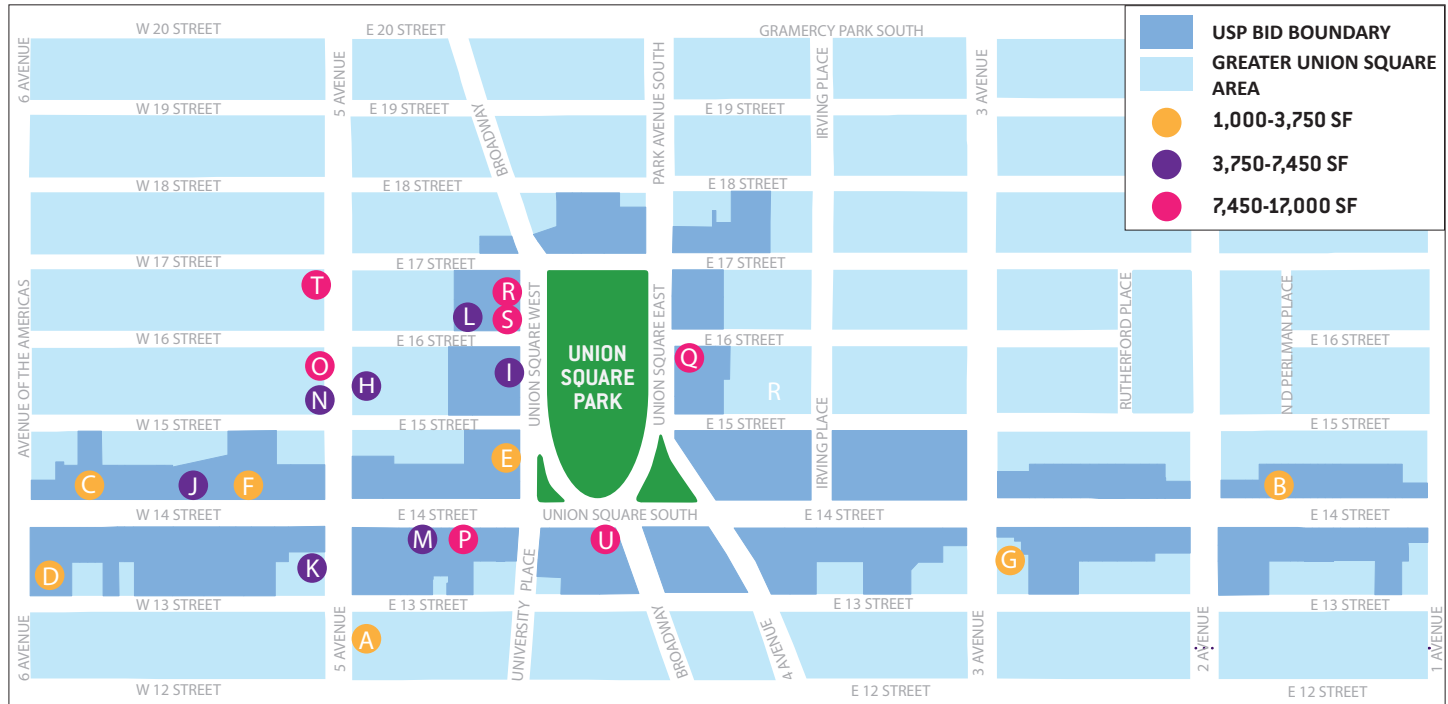 W 20 STREET
E 20 STREET
GRAMERCY PARK SOUTH
6 AVENUE
5 AVENUE
BROADWAY
PARK AVENUE SOUTH
IRVING PLACE
3 AVENUE
USP BID BOUNDARY
GREATER UNION SQUARE
AREA
1,000-3,750 SF
3,750-7,450 SF
7,450-17,000 SF
W 19 STREET
E 19 STREET
E 19 STREET
W 18 STREET
E 18 STREET
E 18 STREET
W 17 STREET
E 17 STREET
E 17 STREET
AVENUE OF THE AMERICAS
T
L
R
S
UNION SQUARE WEST
UNION
SQUARE
PARK
UNION SQUARE EAST
RUTHERFORD PLACE
N.D PERLMAN PLACE
W 16 STREET
E 16 STREET
E 16 STREET
E 16 STREET
O
N
H
I
Q
R
IRVING PLACE
W 15 STREET
E 15 STREET
E 15 STREET
E 15 STREET
C
J
F
E
B
W 14 STREET
E 14 STREET
UNION SQUARE SOUTH
E 14 STREET
E 14 STREET
D
K
M
P
U
G
W 13 STREET
E 13 STREET
E 13 STREET
E 13 STREET
6 AVENUE
5 AVENUE
A
UNIVERSITY PLACE
BROADWAY
4 AVENUE
3 AVENUE
2 AVENUE
1 AVENUE
W 12 STREET
E 12 STREET
E 12 STREET